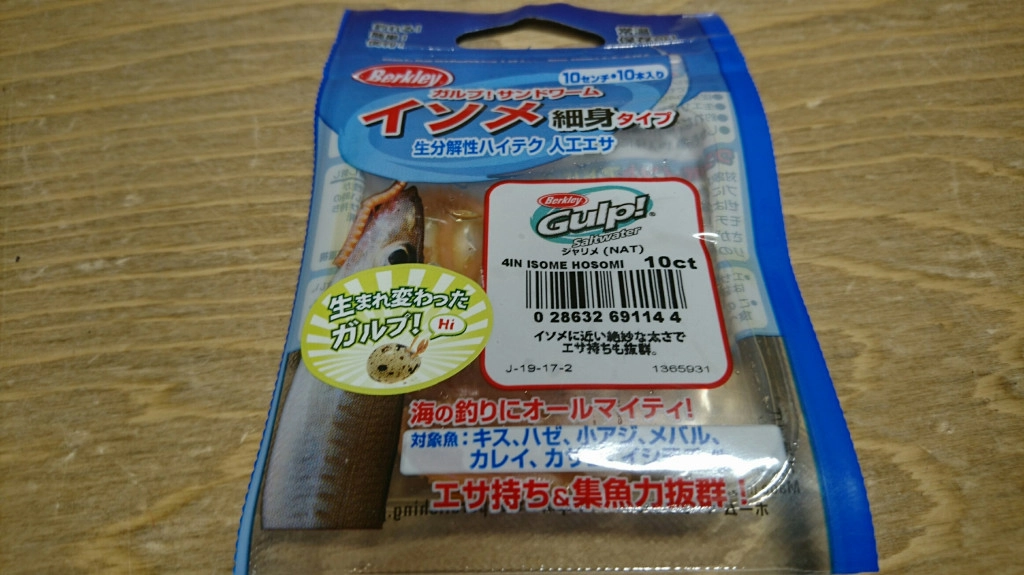 常温
Berkley
10センチ・10本入り
ガルプ!サンドワーム
イソメ 細身タイプ
生分解性ハイテク 人工エサ
Berkley
Gulp!
Saltwater
シャリメ (NAT)
4IN ISOME HOSOMI 10ct
0 28632 69114 4
イソメに近い絶妙な太さで
エサ持ちも抜群。
J-19-17-2 1365931
生まれ変わった
ガルプ!
Hi
海の釣りにオールマイティ!
対象魚:キス、ハゼ、小アジ、メバル、
カレイ、
エサ持ち&集魚力抜群!